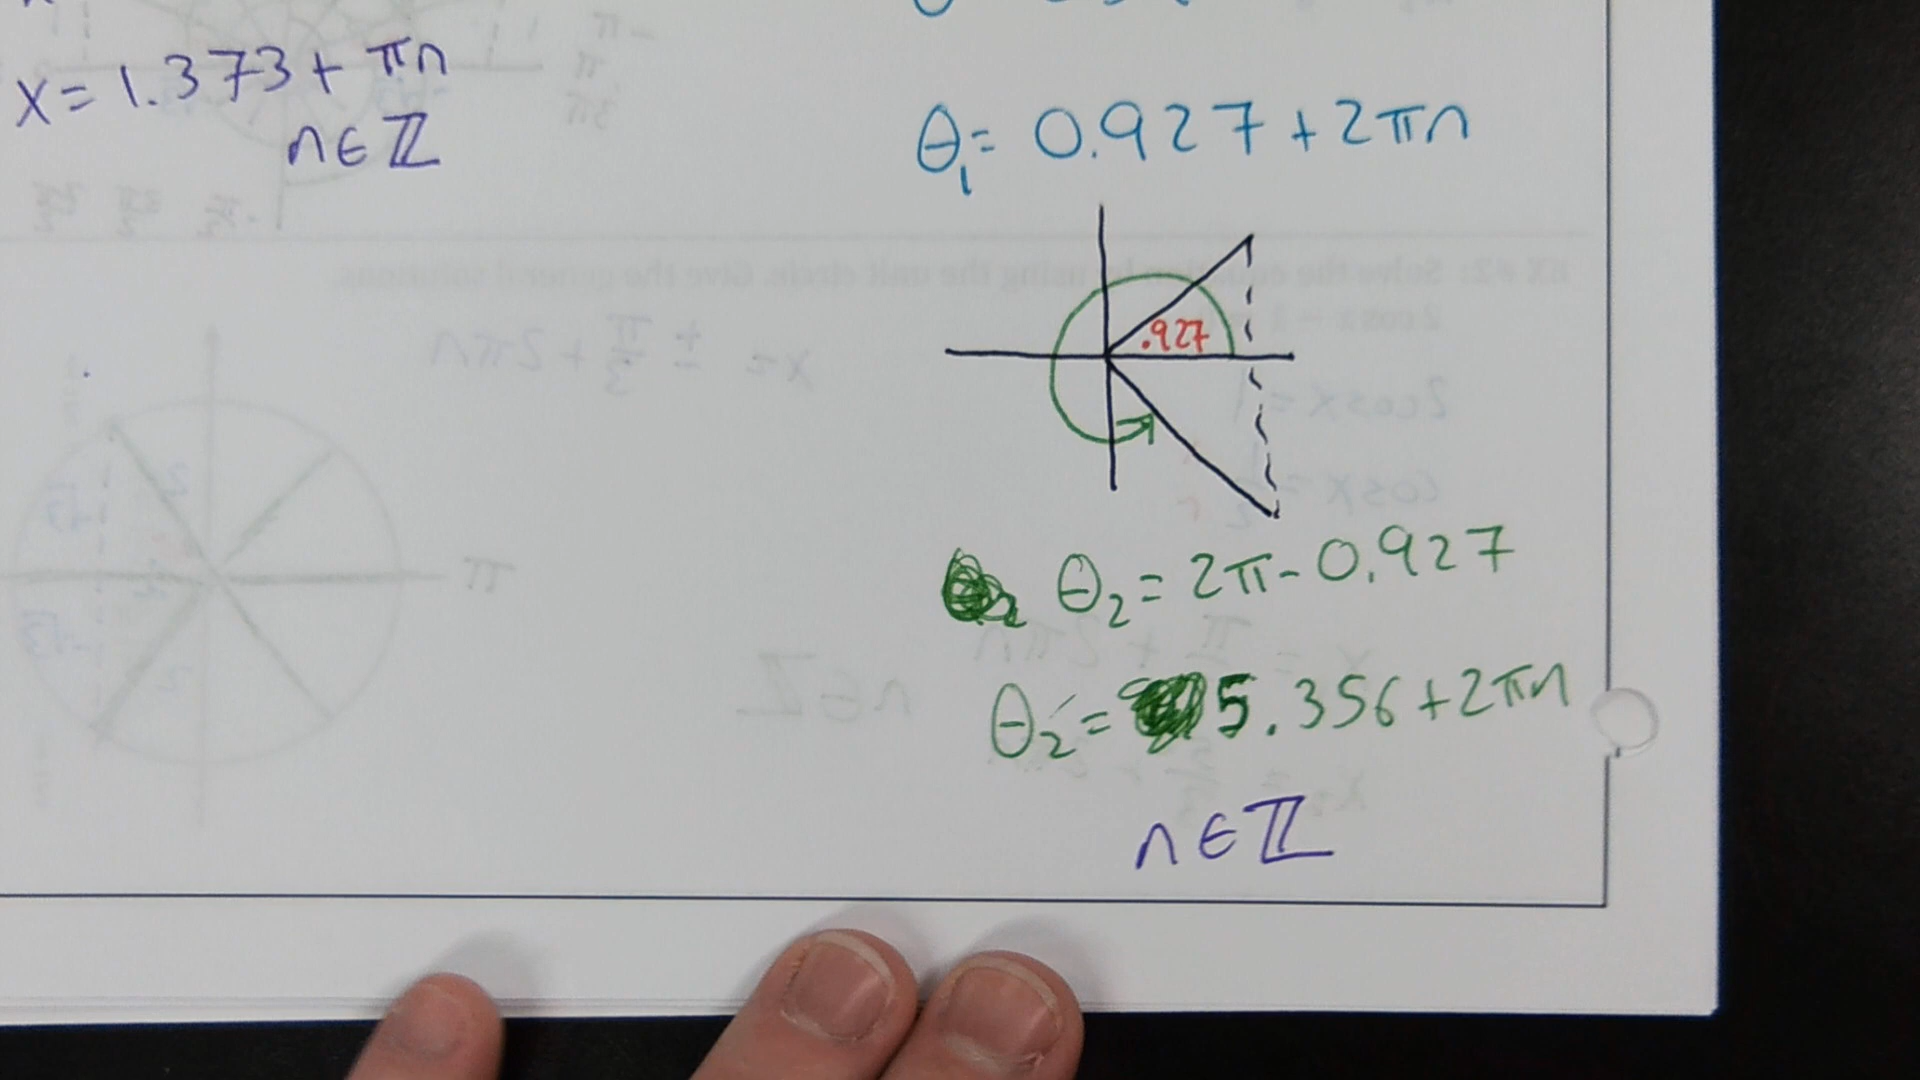 x = 1.373 + πn
n ∈ ℤ
θ₁ = 0.927 + 2πn
.927
θ₂ = 2π - 0.927
θ₂ = 5.356 + 2πn
n ∈ ℤ